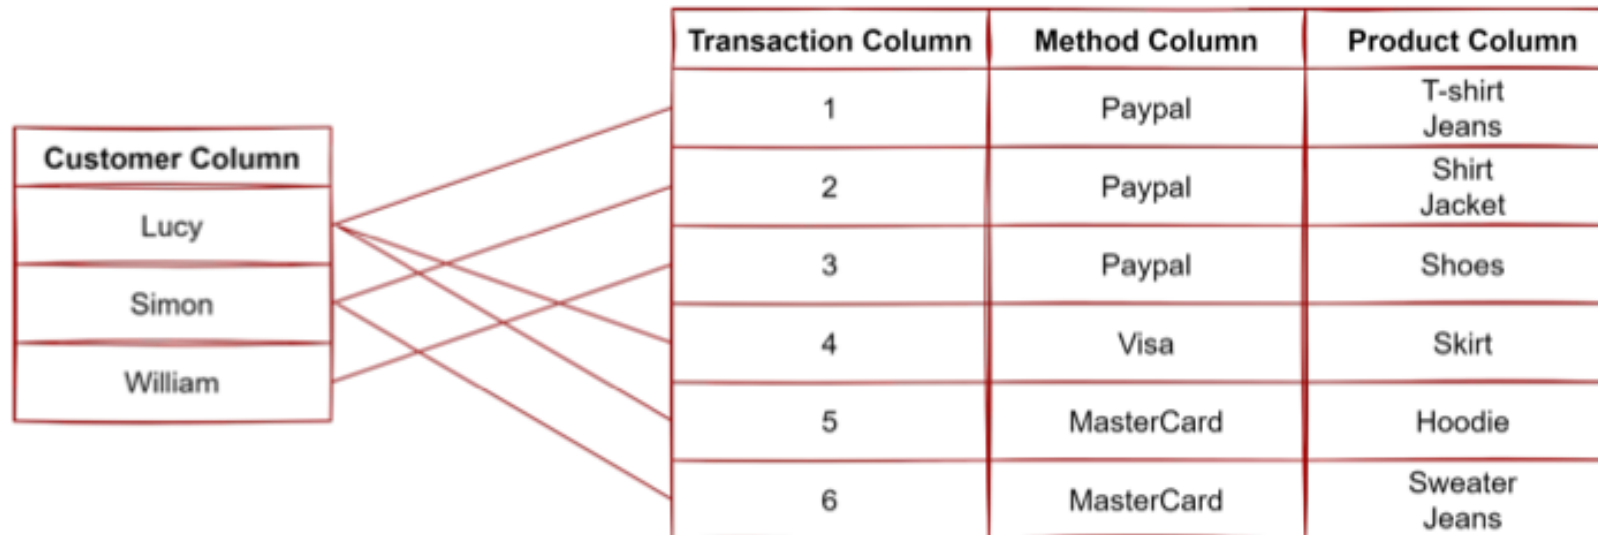 Customer Column
Lucy
Simon
William
Transaction Column Method Column Product Column
1 Paypal T-shirt
Jeans
2 Paypal Shirt
Jacket
3 Paypal Shoes
4 Visa Skirt
5 MasterCard Hoodie
6 MasterCard Sweater
Jeans